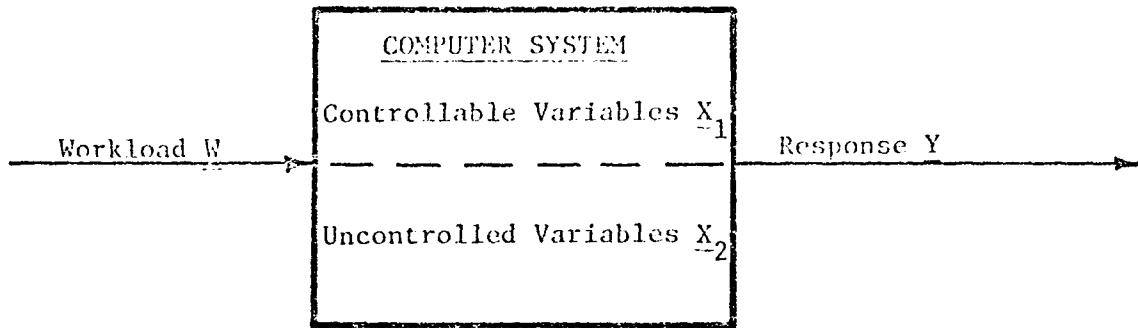 COMPUTER SYSTEM
Controllable Variables X1
Workload W
Response Y
Uncontrolled Variables X2